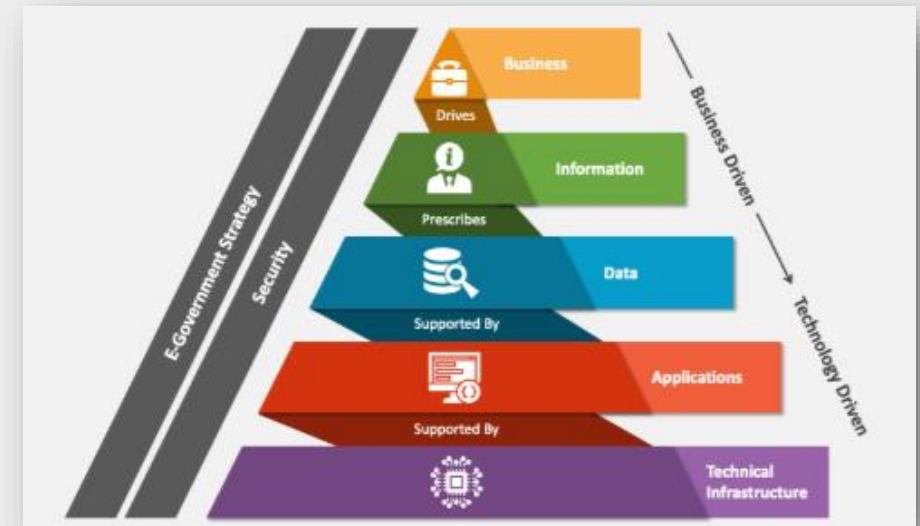 Business
Drives
Information
Prescribes
Data
Supported By
Applications
Supported By
Technical
Infrastructure
E-Government Strategy
Security
Business Driven
Technology Driven